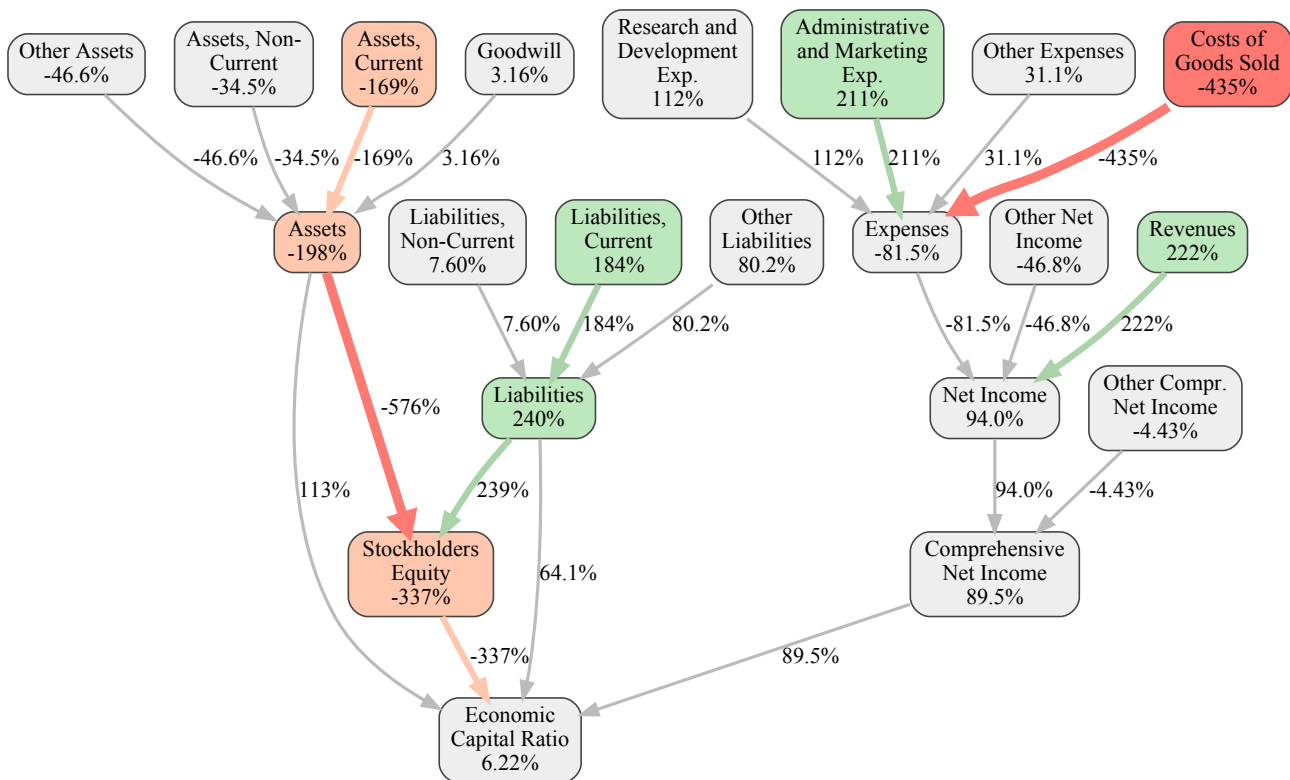 Other Assets
-46.6%
Assets, Non-
Current
-34.5%
Assets,
Current
-169%
Goodwill
3.16%
Research and
Development
Exp.
112%
Administrative
and Marketing
Exp.
211%
Other Expenses
31.1%
Costs of
Goods Sold
-435%
-46.6%
-34.5%
-169%
3.16%
112%
211%
31.1%
-435%
Assets
-198%
Liabilities,
Non-Current
7.60%
Liabilities,
Current
184%
Other
Liabilities
80.2%
Expenses
-81.5%
Other Net
Income
-46.8%
Revenues
222%
7.60%
184%
80.2%
-81.5%
-46.8%
222%
-576%
Liabilities
240%
Net Income
94.0%
Other Compr.
Net Income
-4.43%
113%
239%
94.0%
-4.43%
Stockholders
Equity
-337%
64.1%
Comprehensive
Net Income
89.5%
-337%
89.5%
Economic
Capital Ratio
6.22%